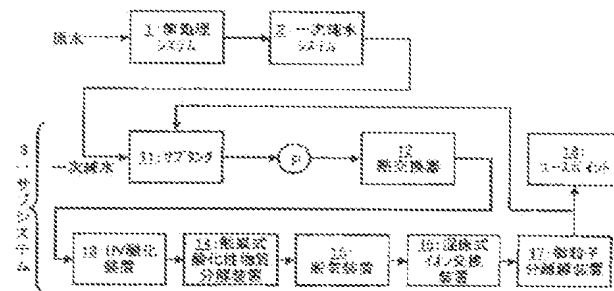 原水
1:前処理
システム
2:一次純水
システム
3:サブシステム
一次純水
11:サブタンク
P
12:
熱交換器
18:
ユースポイント
13:UV酸化
装置
14:触媒式
酸化性物質
分解装置
15:
脱気装置
16:混床式
イオン交換
装置
17:微粒子
分離膜装置